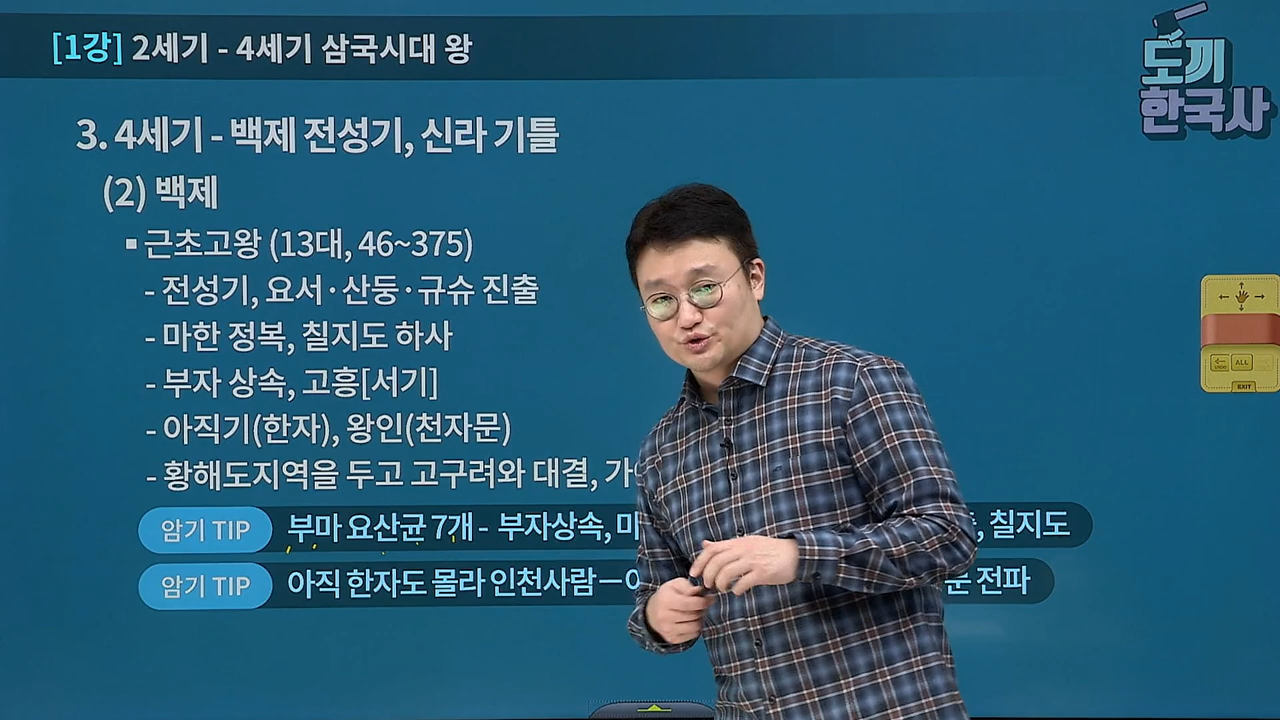 [1강] 2세기 - 4세기 삼국시대 왕
도끼
한국사
3. 4세기 - 백제 전성기, 신라 기틀
(2) 백제
▪근초고왕 (13대, 46~375)
- 전성기, 요서·산둥·규슈 진출
- 마한 정복, 칠지도 하사
- 부자 상속, 고흥[서기]
- 아직기(한자), 왕인(천자문)
- 황해도지역을 두고 고구려와 대결,
암기 TIP 부마 요산균 7개 - 부자상속, 칠지도
암기 TIP 아직 한자도 몰라 인천사람 - 전파
ALL
EXIT